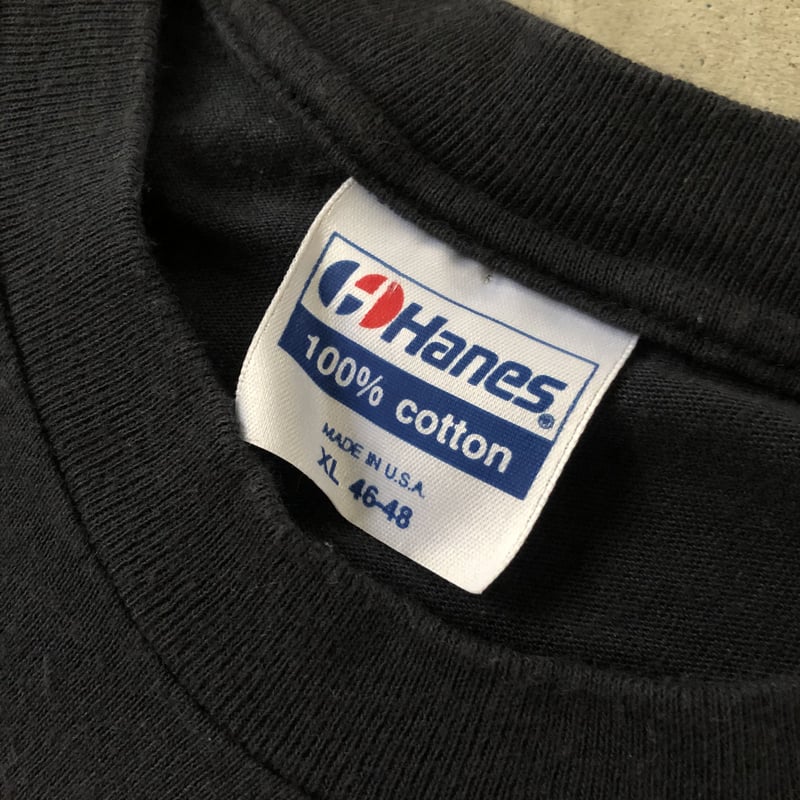 Hanes®
100% cotton
MADE IN U.S.A.
XL 46-48